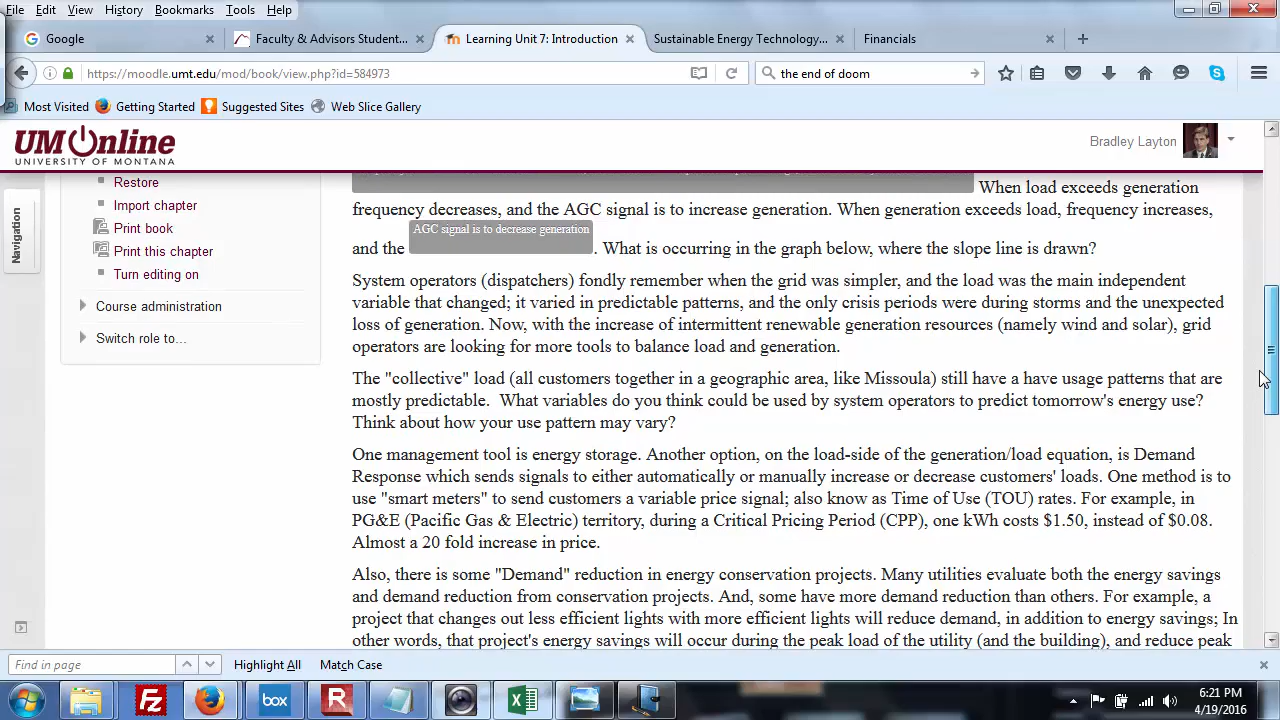 File Edit View History Bookmarks Tools Help
Google Faculty & Advisors Student... Learning Unit 7: Introduction Sustainable Energy Technology... Financials
https://moodle.umt.edu/mod/book/view.php?id=584973 the end of doom
Most Visited Getting Started Suggested Sites Web Slice Gallery
UM Online
UNIVERSITY OF MONTANA
Bradley Layton
Navigation
Restore
Import chapter
Print book
Print this chapter
Turn editing on
Course administration
Switch role to...
When load exceeds generation
frequency decreases, and the AGC signal is to increase generation. When generation exceeds load, frequency increases,
and the AGC signal is to decrease generation. What is occurring in the graph below, where the slope line is drawn?
System operators (dispatchers) fondly remember when the grid was simpler, and the load was the main independent
variable that changed; it varied in predictable patterns, and the only crisis periods were during storms and the unexpected
loss of generation. Now, with the increase of intermittent renewable generation resources (namely wind and solar), grid
operators are looking for more tools to balance load and generation.
The "collective" load (all customers together in a geographic area, like Missoula) still have a have usage patterns that are
mostly predictable. What variables do you think could be used by system operators to predict tomorrow's energy use?
Think about how your use pattern may vary?
One management tool is energy storage. Another option, on the load-side of the generation/load equation, is Demand
Response which sends signals to either automatically or manually increase or decrease customers' loads. One method is to
use "smart meters" to send customers a variable price signal; also know as Time of Use (TOU) rates. For example, in
PG&E (Pacific Gas & Electric) territory, during a Critical Pricing Period (CPP), one kWh costs $1.50, instead of $0.08.
Almost a 20 fold increase in price.
Also, there is some "Demand" reduction in energy conservation projects. Many utilities evaluate both the energy savings
and demand reduction from conservation projects. And, some have more demand reduction than others. For example, a
project that changes out less efficient lights with more efficient lights will reduce demand, in addition to energy savings; In
other words, that project's energy savings will occur during the peak load of the utility (and the building), and reduce peak
Find in page Highlight All Match Case
box
6:21 PM
4/19/2016